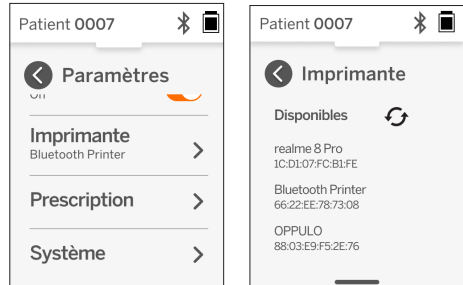 Patient 0007
Paramètres
On
Imprimante
Bluetooth Printer
Prescription
Système
Patient 0007
Imprimante
Disponibles
realme 8 Pro
1C:D1:07:FC:B1:FE
Bluetooth Printer
66:22:EE:78:73:08
OPPULO
88:03:E9:F5:2E:76